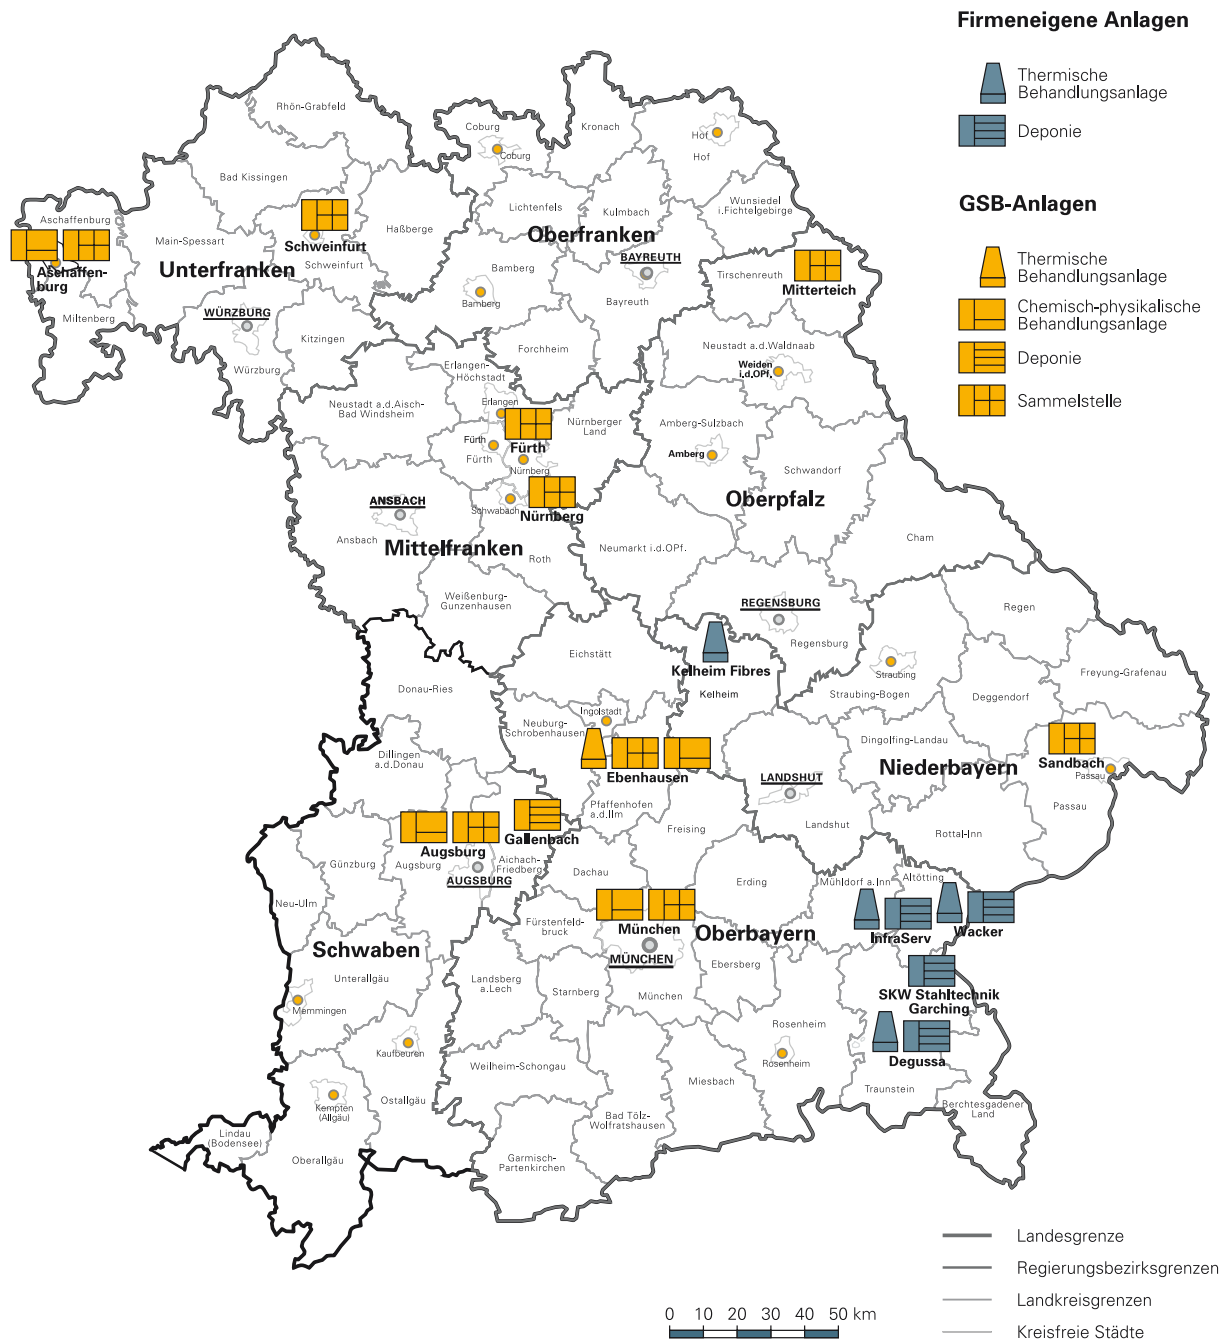 Firmeneigene Anlagen
Thermische
Behandlungsanlage
Deponie
GSB-Anlagen
Thermische
Behandlungsanlage
Chemisch-physikalische
Behandlungsanlage
Deponie
Sammelstelle
Rhön-Grabfeld
Coburg
Coburg
Kronach
Hof
Hof
Bad Kissingen
Lichtenfels
Kulmbach
Wunsiedel
i.Fichtelgebirge
Aschaffenburg
Main-Spessart
Schweinfurt
Schweinfurt
Haßberge
Oberfranken
BAYREUTH
Bayreuth
Bamberg
Bamberg
Unterfranken
Aschaffen-
burg
Miltenberg
Tirschenreuth
Mitterteich
WÜRZBURG
Würzburg
Kitzingen
Forchheim
Neustadt a.d.Waldnaab
Weiden
i.d.OPf.
Erlangen-
Höchstadt
Erlangen
Neustadt a.d.Aisch-
Bad Windsheim
Nürnberger
Land
Fürth
Fürth
Fürth
Nürnberg
Amberg-Sulzbach
Amberg
Schwandorf
Oberpfalz
ANSBACH
Ansbach
Schwabach
Nürnberg
Mittelfranken
Roth
Neumarkt i.d.OPf.
Cham
Weißenburg-
Gunzenhausen
REGENSBURG
Regensburg
Regen
Eichstätt
Kelheim Fibres
Kelheim
Straubing
Straubing-Bogen
Deggendorf
Freyung-Grafenau
Donau-Ries
Neuburg-
Schrobenhausen
Ingolstadt
Dillingen
a.d.Donau
Ebenhausen
Dingolfing-Landau
Niederbayern
Sandbach
Passau
Passau
LANDSHUT
Landshut
Pfaffenhofen
a.d.Ilm
Freising
Rottal-Inn
Gallenbach
Augsburg
Augsburg
AUGSBURG
Aichach-
Friedberg
Günzburg
Neu-Ulm
Dachau
Erding
Mühldorf a.Inn
Altötting
InfraServ
Wacker
Fürstenfeld-
bruck
München
MÜNCHEN
München
Oberbayern
Schwaben
Unterallgäu
Landsberg
a.Lech
Starnberg
Ebersberg
SKW Stahltechnik
Garching
Memmingen
Kaufbeuren
Rosenheim
Rosenheim
Degussa
Traunstein
Weilheim-Schongau
Miesbach
Kempten
(Allgäu)
Ostallgäu
Bad Tölz-
Wolfratshausen
Berchtesgadener
Land
Lindau
(Bodensee)
Oberallgäu
Garmisch-
Partenkirchen
Landesgrenze
Regierungsbezirksgrenzen
Landkreisgrenzen
Kreisfreie Städte
0 10 20 30 40 50 km